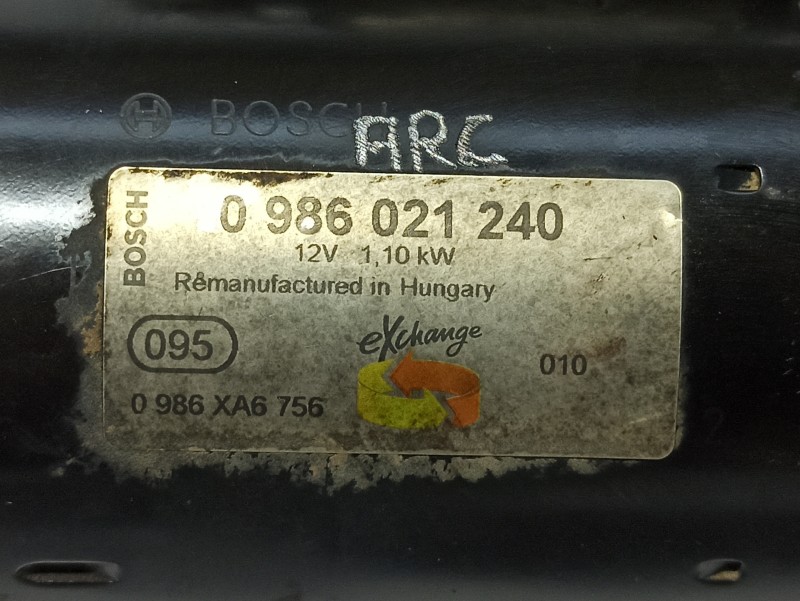 BOSCH
ARC
BOSCH
0 986 021 240
12V 1,10 kW
Remanufactured in Hungary
095
eXchange
010
0 986 XA6 756